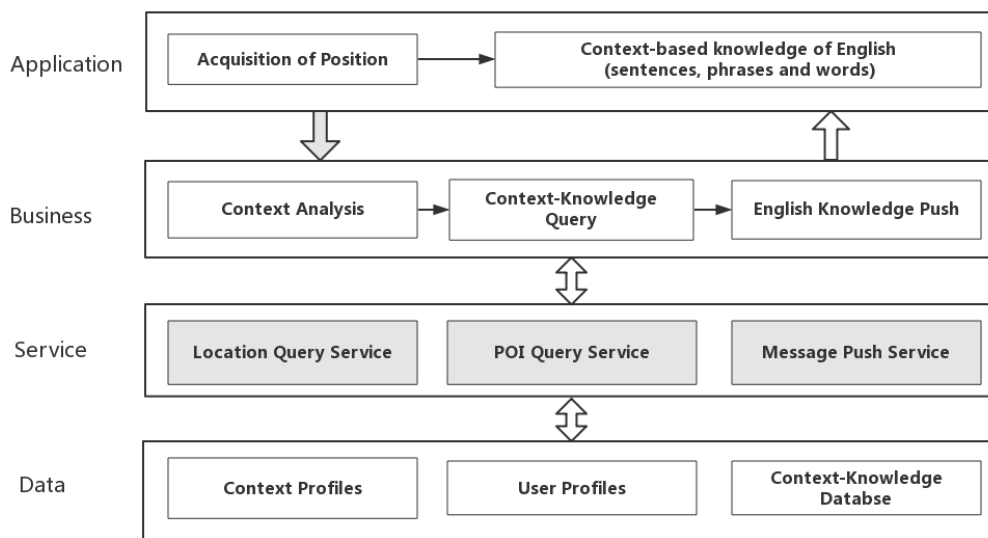 Application
Acquisition of Position
Context-based knowledge of English
(sentences, phrases and words)
Business
Context Analysis
Context-Knowledge
Query
English Knowledge Push
Service
Location Query Service
POI Query Service
Message Push Service
Data
Context Profiles
User Profiles
Context-Knowledge
Databse